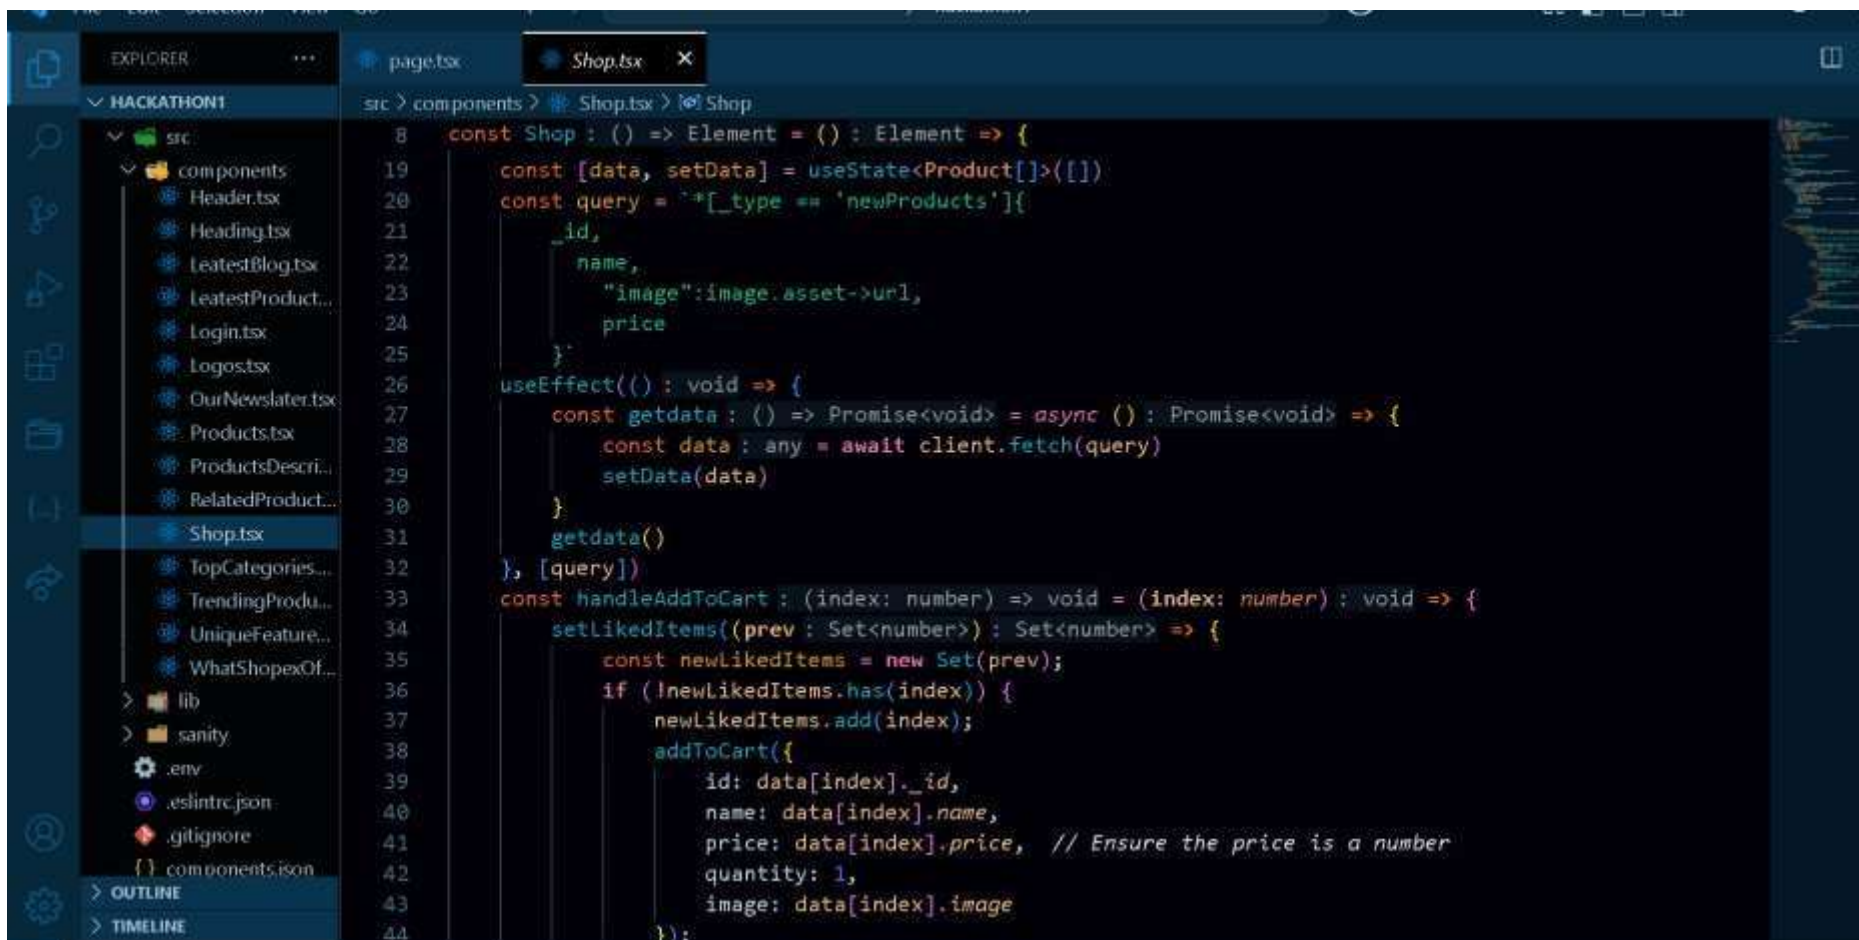 EXPLORER ...
HACKATHON1
src
components
Header.tsx
Heading.tsx
LeatestBlog.tsx
LeatestProduct...
Login.tsx
Logos.tsx
OurNewslater.tsx
Products.tsx
ProductsDescri...
RelatedProduct...
Shop.tsx
TopCategories...
TrendingProdu...
UniqueFeature...
WhatShopexOf...
lib
sanity
.env
.eslintrc.json
.gitignore
{} components.json
OUTLINE
TIMELINE
page.tsx Shop.tsx ×
src > components > Shop.tsx > Shop
8 const Shop : () => Element = () : Element => {
19 const [data, setData] = useState<Product[]>([])
20 const query = `*[_type == 'newProducts']{
21 _id,
22 name,
23 "image":image.asset->url,
24 price
25 }`
26 useEffect(() : void => {
27 const getdata : () => Promise<void> = async () : Promise<void> => {
28 const data : any = await client.fetch(query)
29 setData(data)
30 }
31 getdata()
32 }, [query])
33 const handleAddToCart : (index: number) => void = (index: number) : void => {
34 setLikedItems((prev : Set<number>) : Set<number> => {
35 const newLikedItems = new Set(prev);
36 if (!newLikedItems.has(index)) {
37 newLikedItems.add(index);
38 addToCart({
39 id: data[index]._id,
40 name: data[index].name,
41 price: data[index].price, // Ensure the price is a number
42 quantity: 1,
43 image: data[index].image
44 });